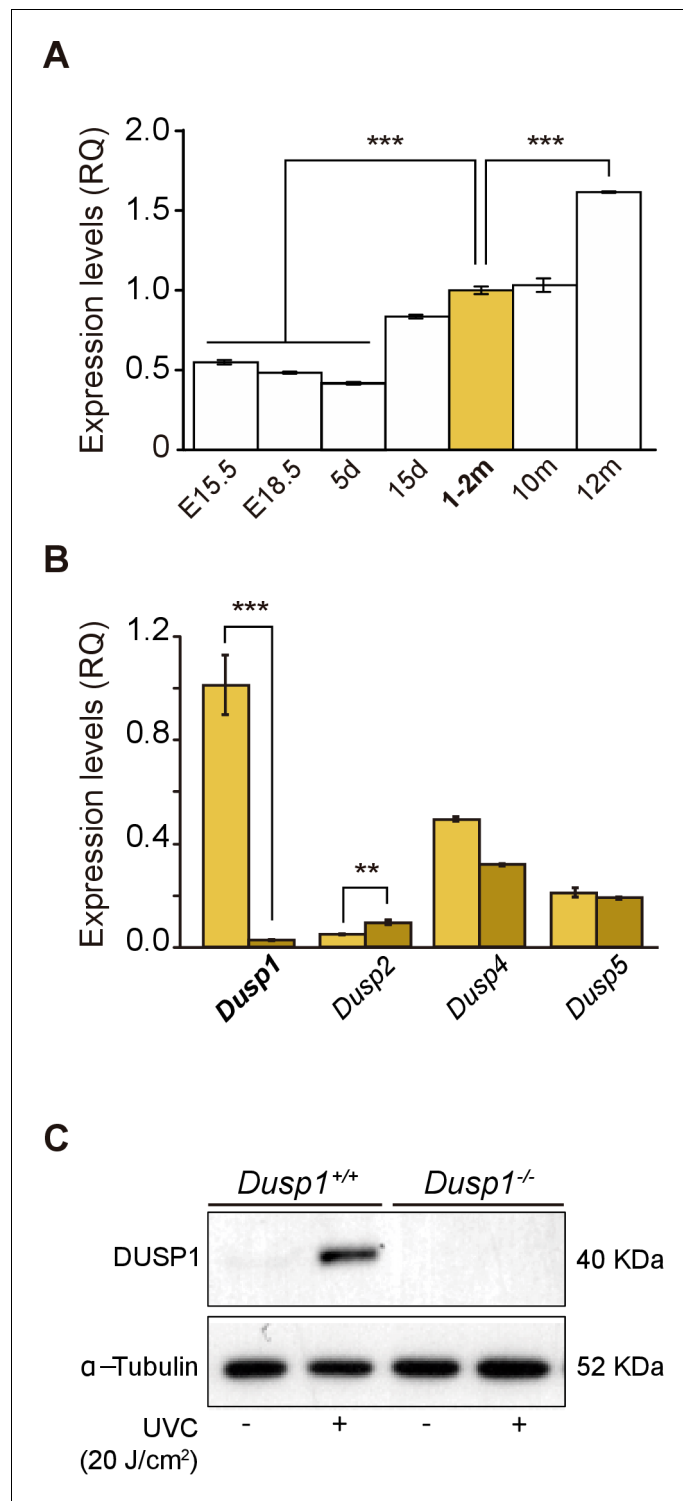 A
Expression levels (RQ)
2.0
1.5
1.0
0.5
0
***
***
E15.5
E18.5
5d
15d
1-2m
10m
12m
B
Expression levels (RQ)
1.2
0.8
0.4
0.0
***
**
Dusp1
Dusp2
Dusp4
Dusp5
C
Dusp1+/+
Dusp1-/-
DUSP1
40 KDa
α–Tubulin
52 KDa
UVC - + - +
(20 J/cm²)